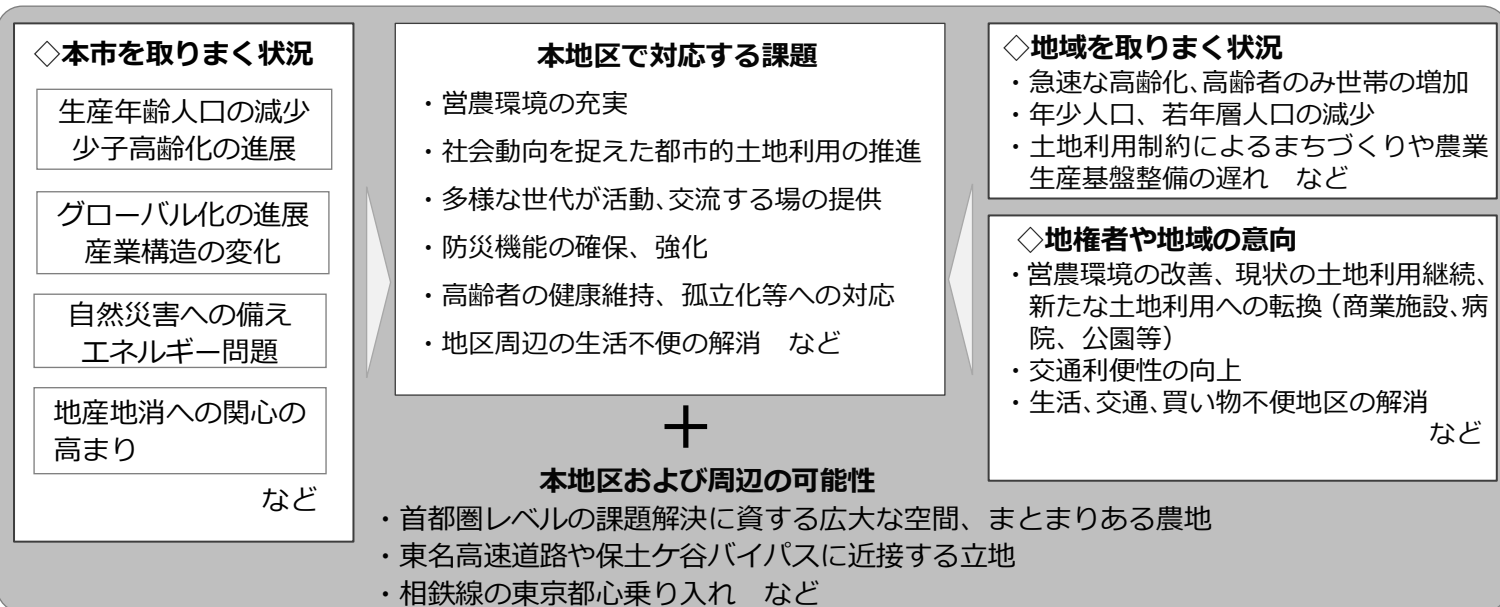 ◇本市を取りまく状況
生産年齢人口の減少
少子高齢化の進展
グローバル化の進展
産業構造の変化
自然災害への備え
エネルギー問題
地産地消への関心の
高まり
など
本地区で対応する課題
・営農環境の充実
・社会動向を捉えた都市的土地利用の推進
・多様な世代が活動、交流する場の提供
・防災機能の確保、強化
・高齢者の健康維持、孤立化等への対応
・地区周辺の生活不便の解消　など
◇地域を取りまく状況
・急速な高齢化、高齢者のみ世帯の増加
・年少人口、若年層人口の減少
・土地利用制約によるまちづくりや農業
生産基盤整備の遅れ　など
◇地権者や地域の意向
・営農環境の改善、現状の土地利用継続、
新たな土地利用への転換（商業施設、病
院、公園等）
・交通利便性の向上
・生活、交通、買い物不便地区の解消
など
＋
本地区および周辺の可能性
・首都圏レベルの課題解決に資する広大な空間、まとまりある農地
・東名高速道路や保土ケ谷バイパスに近接する立地
・相鉄線の東京都心乗り入れ　など